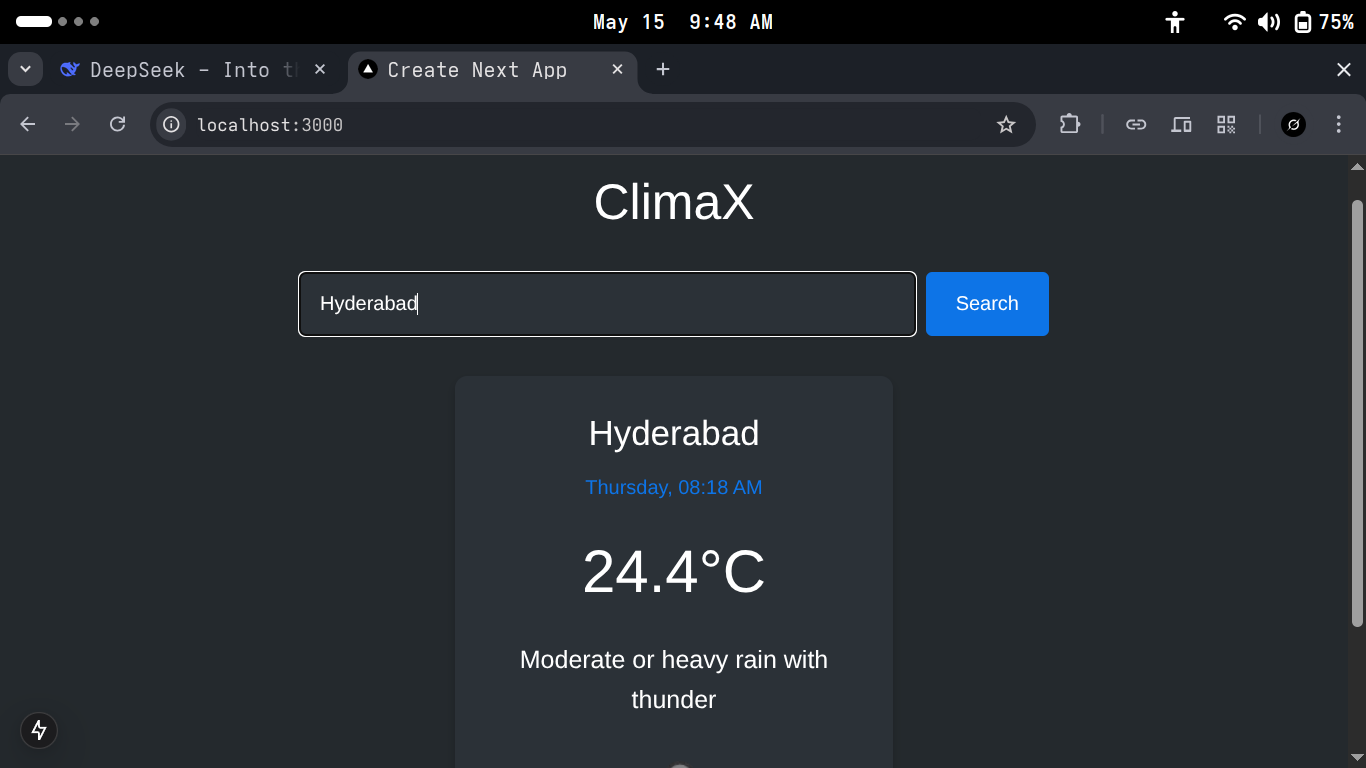 May 15 9:48 AM
75%
DeepSeek - Into
Create Next App
localhost:3000
ClimaX
Hyderabad
Search
Hyderabad
Thursday, 08:18 AM
24.4°C
Moderate or heavy rain with
thunder